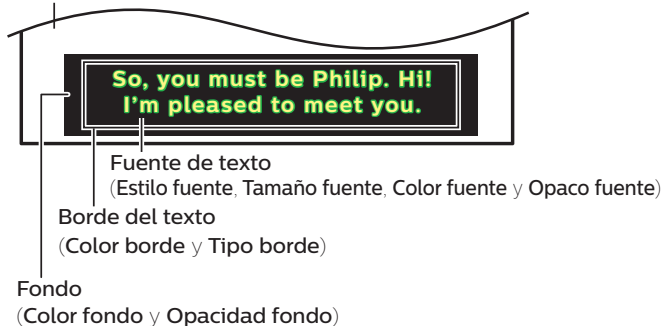 So, you must be Philip. Hi!
I'm pleased to meet you.
Fuente de texto
(Estilo fuente, Tamaño fuente, Color fuente y Opaco fuente)
Borde del texto
(Color borde y Tipo borde)
Fondo
(Color fondo y Opacidad fondo)